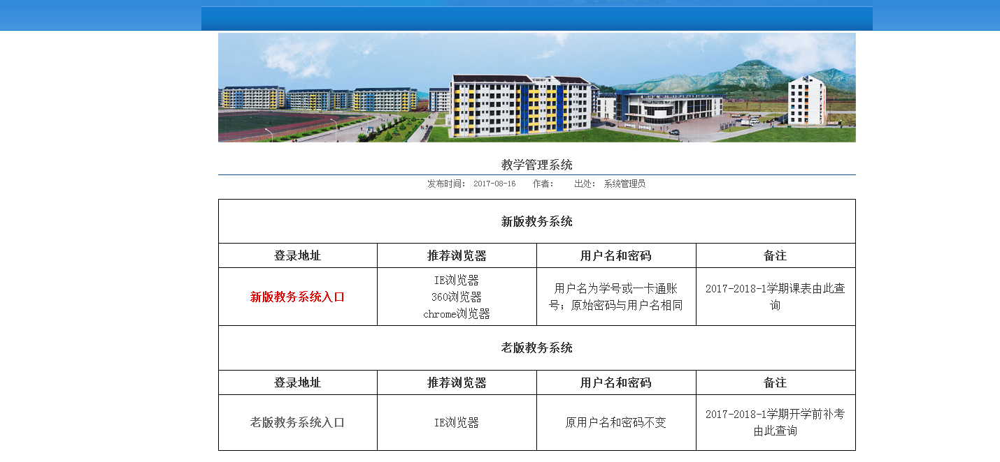 教学管理系统
发布时间： 2017-08-16 作者： 出处： 系统管理员
新版教务系统
登录地址 推荐浏览器 用户名和密码 备注
新版教务系统入口
IE浏览器
360浏览器
chrome浏览器
用户名为学号或一卡通账
号；原始密码与用户名相同
2017-2018-1学期课表由此查
询
老版教务系统
登录地址 推荐浏览器 用户名和密码 备注
老版教务系统入口
IE浏览器
原用户名和密码不变
2017-2018-1学期开学前补考
由此查询